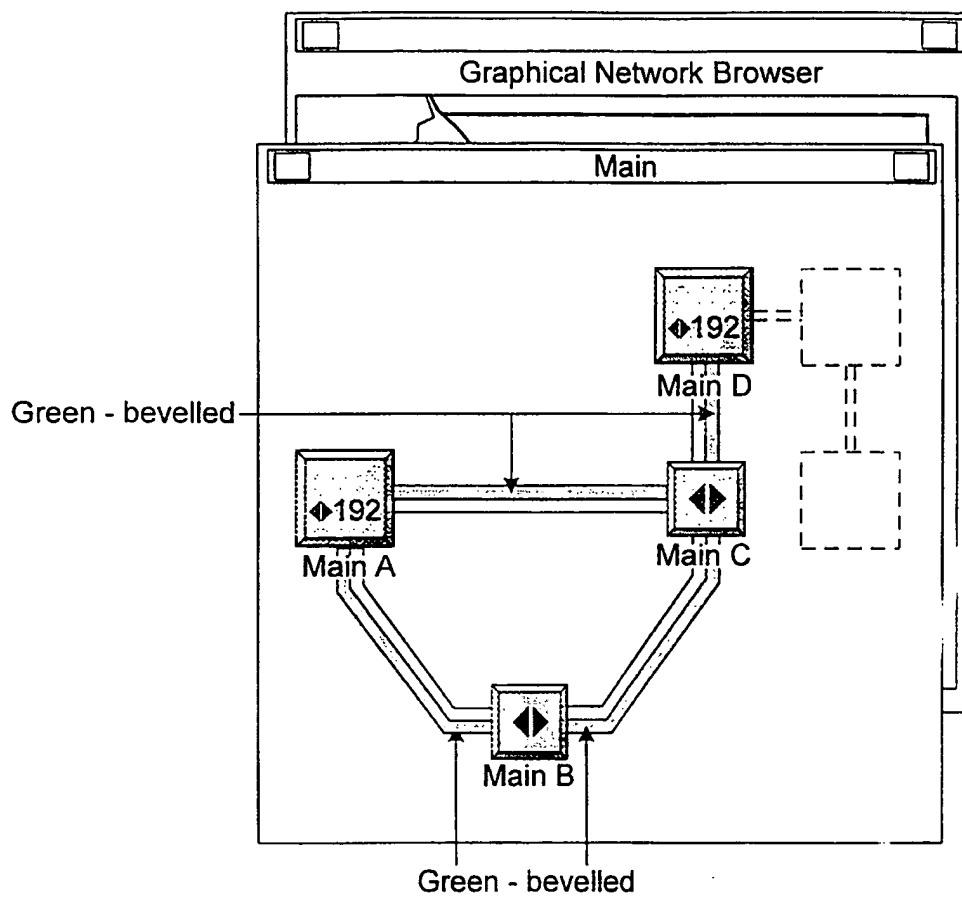 Graphical Network Browser
Main
192
Main D
Green - bevelled
192
Main A
Main C
Main B
Green - bevelled